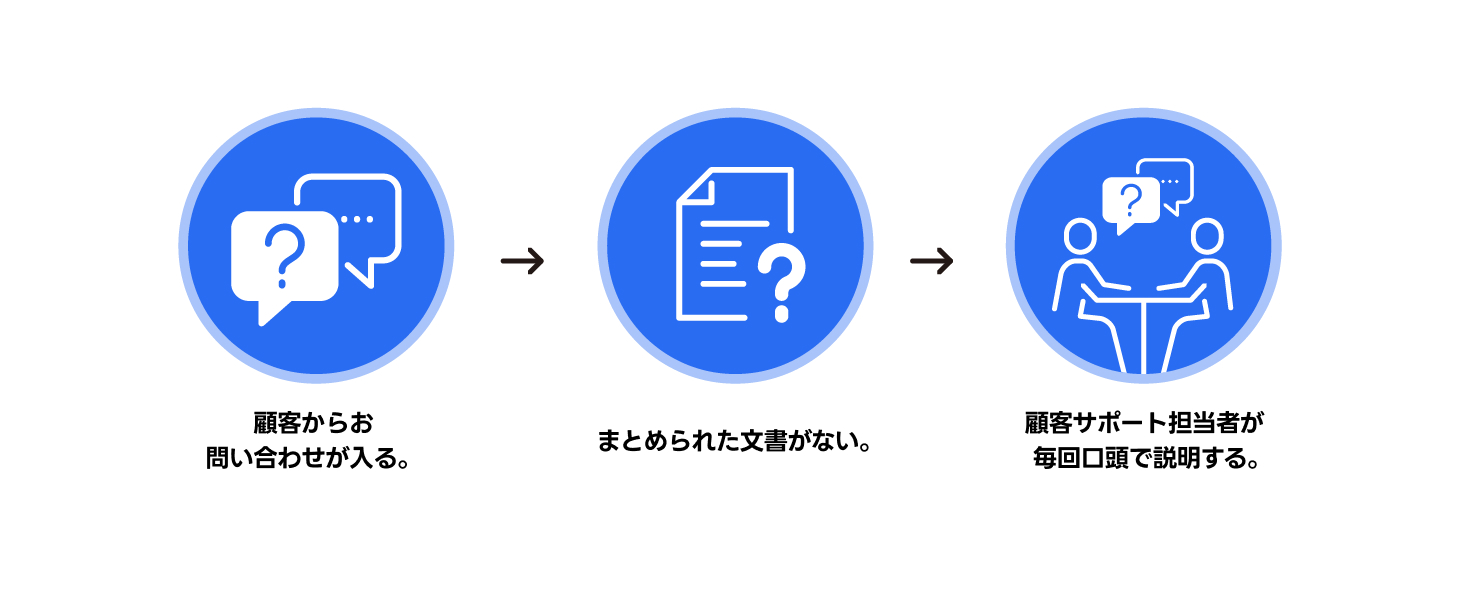 顧客からお
問い合わせが入る。
まとめられた文書がない。
顧客サポート担当者が
毎回口頭で説明する。